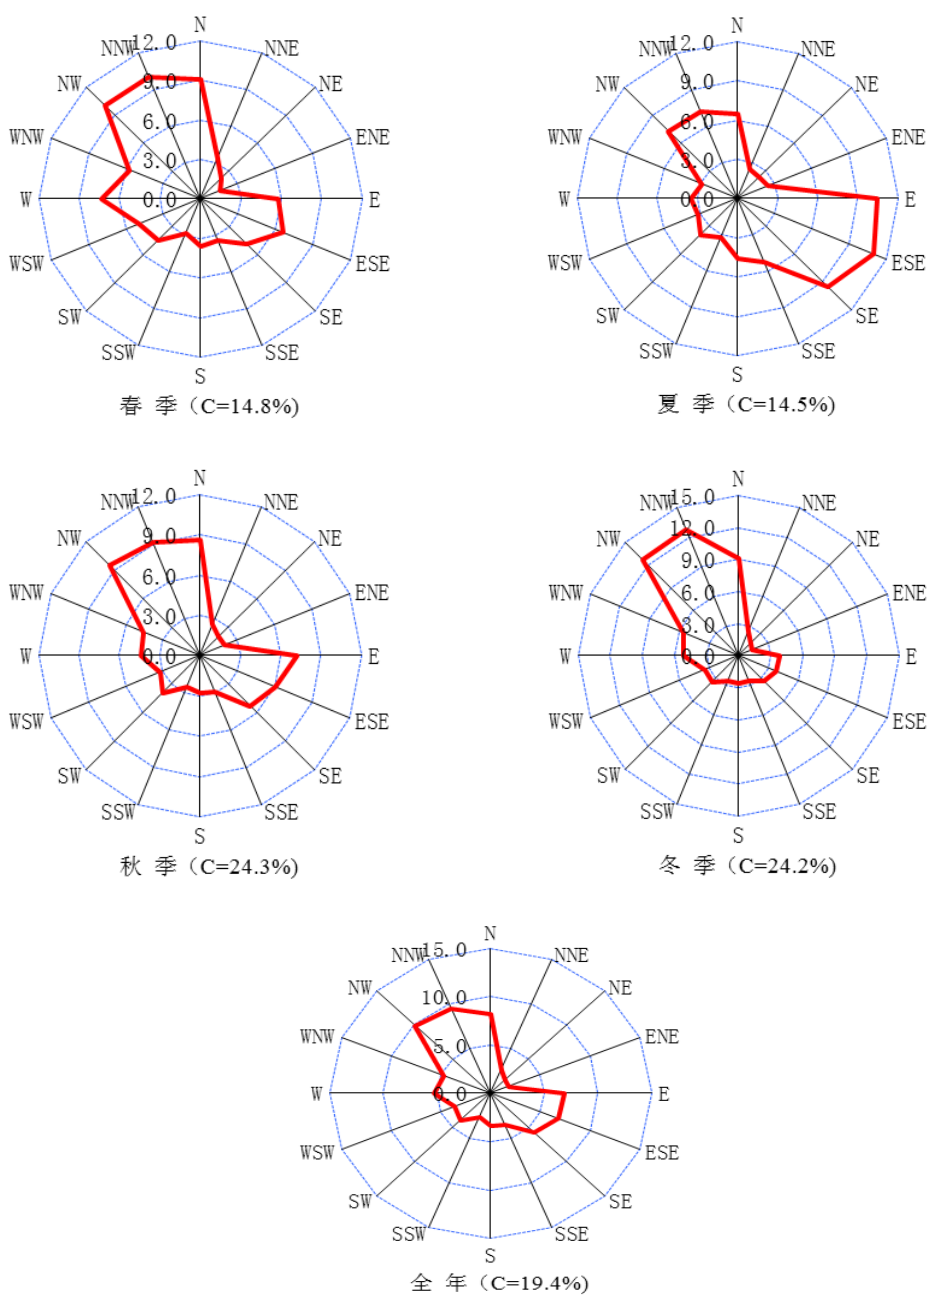 N
NNE
NE
ENE
E
ESE
SE
SSE
S
SSW
SW
WSW
W
WNW
NW
NNW
12.0
9.0
6.0
3.0
0.0
春 季（C=14.8%)
N
NNE
NE
ENE
E
ESE
SE
SSE
S
SSW
SW
WSW
W
WNW
NW
NNW
12.0
9.0
6.0
3.0
0.0
夏 季（C=14.5%)
N
NNE
NE
ENE
E
ESE
SE
SSE
S
SSW
SW
WSW
W
WNW
NW
NNW
12.0
9.0
6.0
3.0
0.0
秋 季（C=24.3%)
N
NNE
NE
ENE
E
ESE
SE
SSE
S
SSW
SW
WSW
W
WNW
NW
NNW
15.0
12.0
9.0
6.0
3.0
0.0
冬 季（C=24.2%)
N
NNE
NE
ENE
E
ESE
SE
SSE
S
SSW
SW
WSW
W
WNW
NW
NNW
15.0
10.0
5.0
0.0
全 年（C=19.4%)